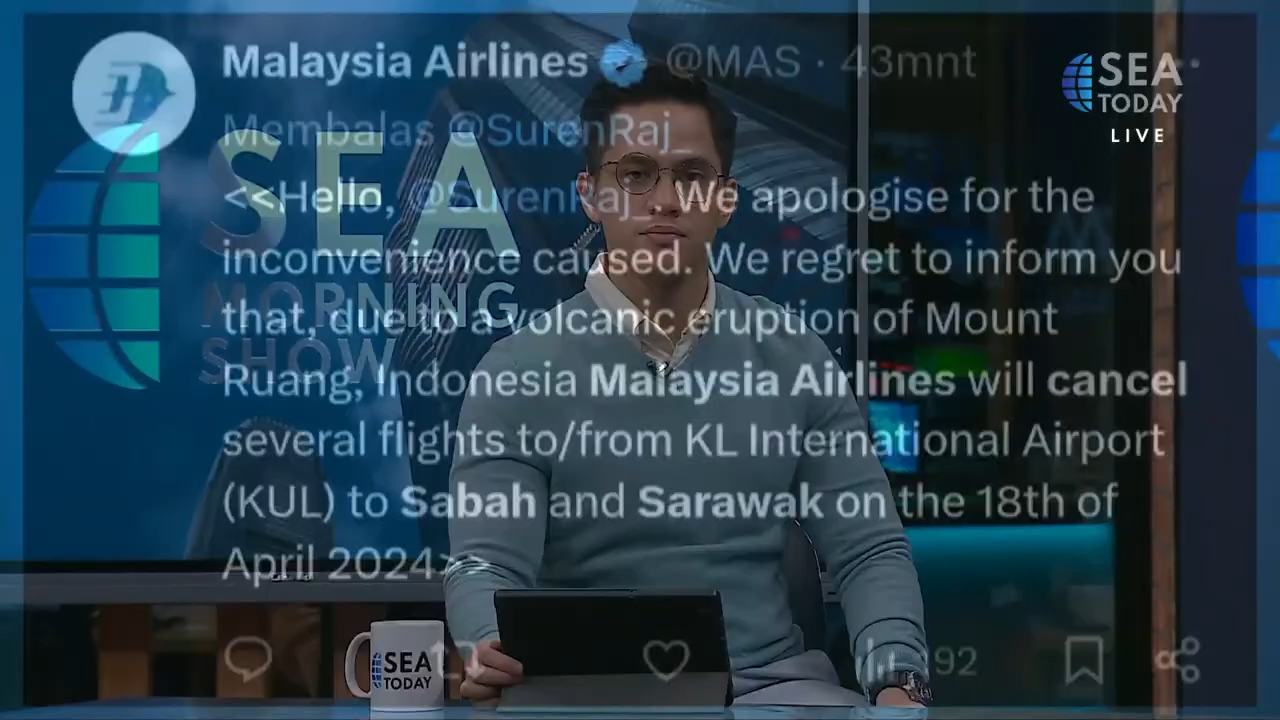 Malaysia Airlines @MAS · 43mnt
Membalas @SurenRaj_
<<Hello, @SurenRaj_ We apologise for the
inconvenience caused. We regret to inform you
that, due to a volcanic eruption of Mount
Ruang, Indonesia Malaysia Airlines will cancel
several flights to/from KL International Airport
(KUL) to Sabah and Sarawak on the 18th of
April 2024>>
92
SEA
TODAY
LIVE
SEA
MORNING
SHOW
SEA
TODAY